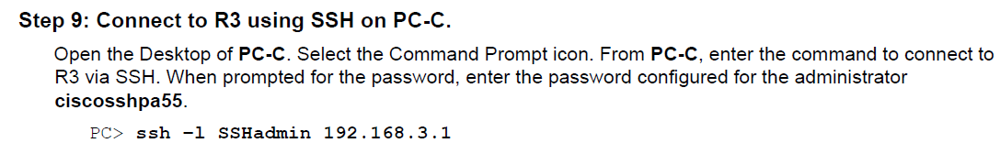 Step 9: Connect to R3 using SSH on PC-C.
Open the Desktop of PC-C. Select the Command Prompt icon. From PC-C, enter the command to connect to
R3 via SSH. When prompted for the password, enter the password configured for the administrator
ciscosshpa55.
PC> ssh –l SSHadmin 192.168.3.1